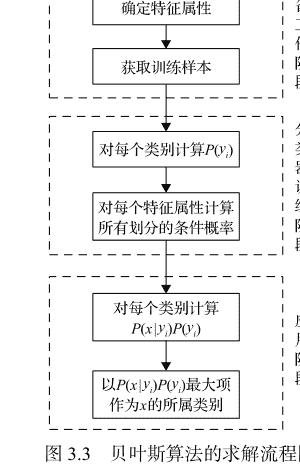 确定特征属性
获取训练样本
对每个类别计算P(yᵢ)
对每个特征属性计算
所有划分的条件概率
对每个类别计算
P(x|yᵢ)P(yᵢ)
以P(x|yᵢ)P(yᵢ)最大项
作为x的所属类别
段
阶
段
图 3.3 贝叶斯算法的求解流程